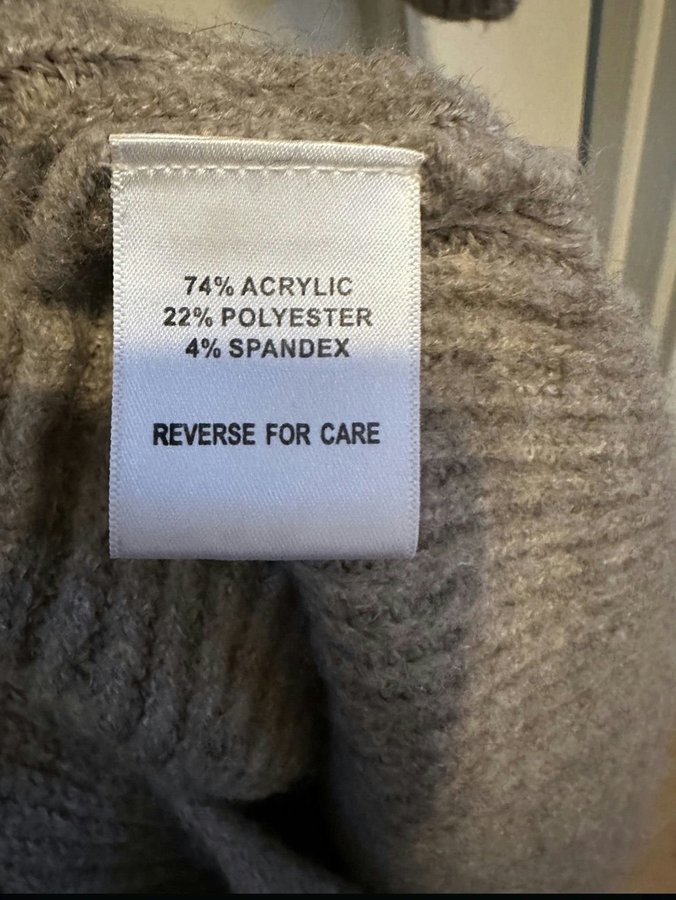 74% ACRYLIC
22% POLYESTER
4% SPANDEX
REVERSE FOR CARE